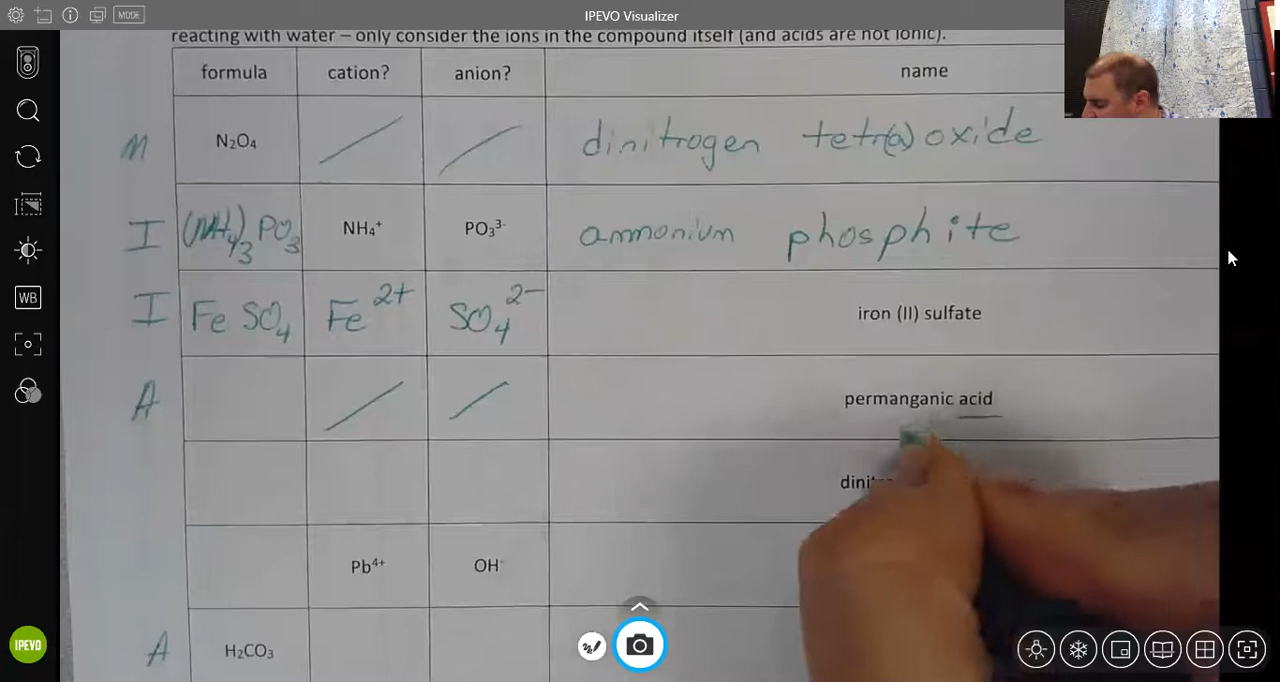 MODE
IPEVO Visualizer
reacting with water – only consider the ions in the compound itself (and acids are not ionic).
formula cation? anion? name
M N₂O₄ dinitrogen tetr(a)oxide
I (NH₄)₃PO₃ NH₄⁺ PO₃³⁻ ammonium phosphite
I FeSO₄ Fe²⁺ SO₄²⁻ iron (II) sulfate
A permanganic acid
WB
Pb⁴⁺ OH⁻
A H₂CO₃
IPEVO